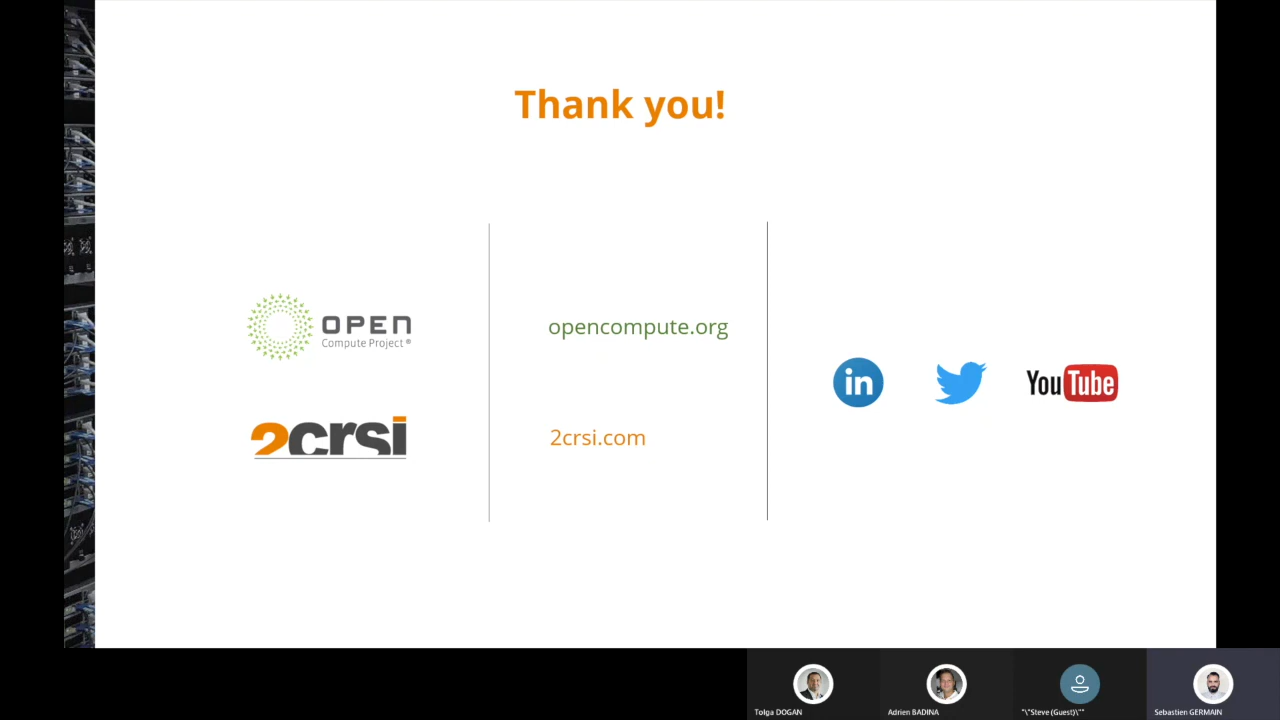 Thank you!
OPEN
Compute Project ®
2crsi
opencompute.org
2crsi.com
in
YouTube
Tolga DOGAN
Adrien BADINA
"\"Steve (Guest)\""
Sebastien GERMAIN